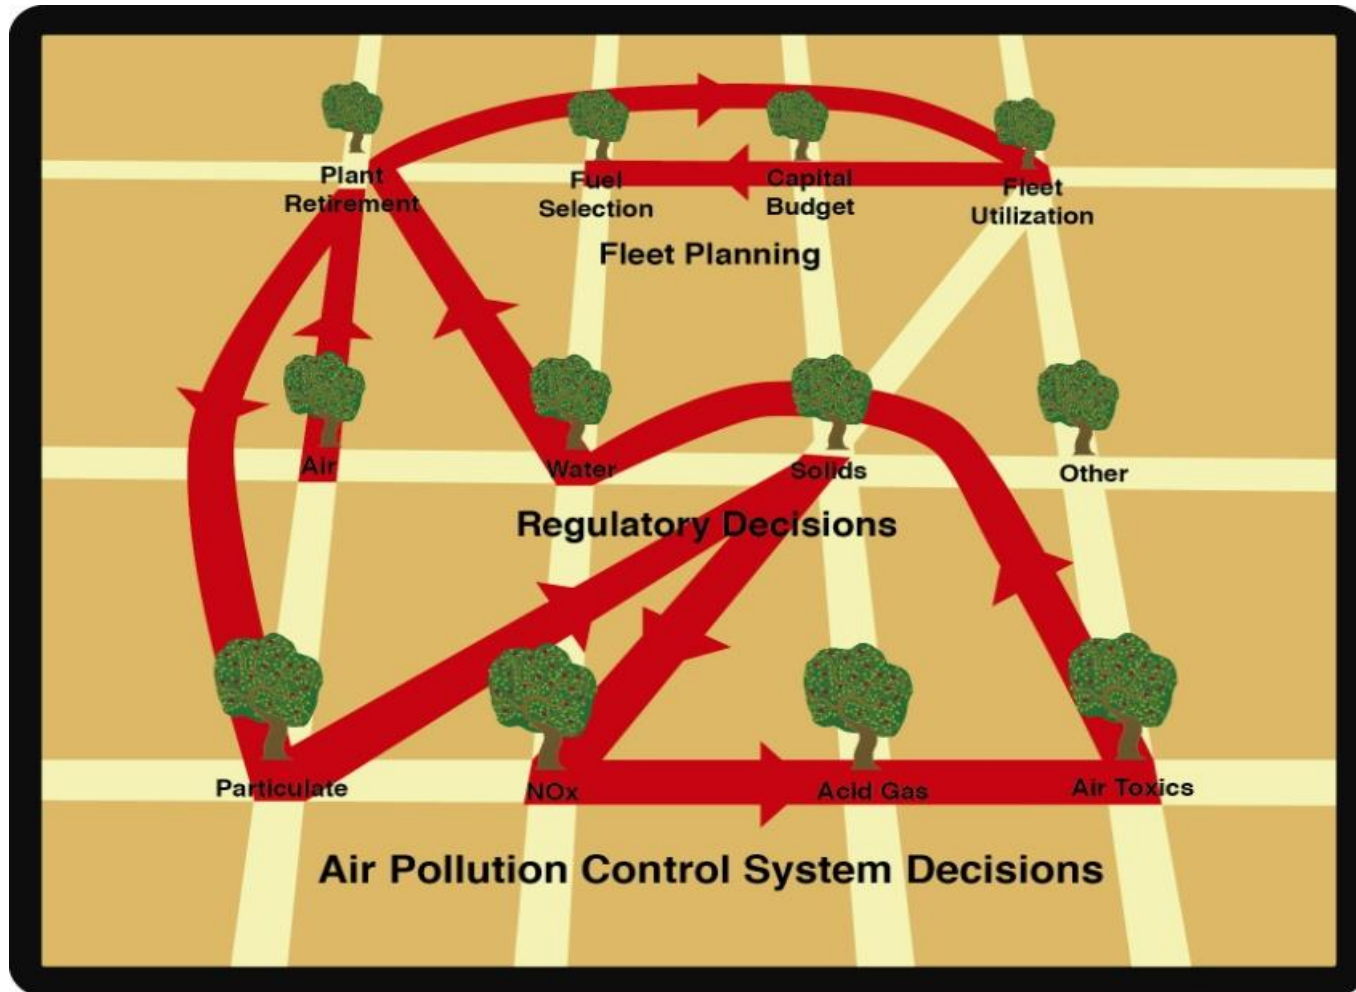 Plant
Retirement
Fuel
Selection
Capital
Budget
Fleet
Utilization
Fleet Planning
Air
Water
Solids
Other
Regulatory Decisions
Particulate
NOx
Acid Gas
Air Toxics
Air Pollution Control System Decisions